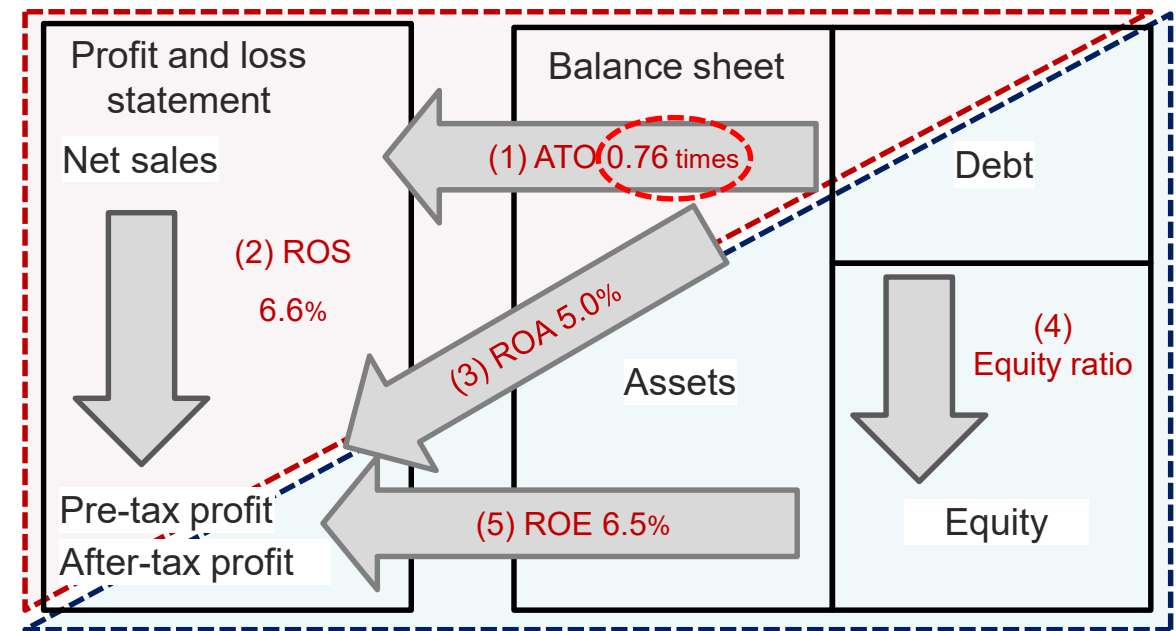 Profit and loss
statement
Balance sheet
Net sales
(1) ATO 0.76 times
Debt
(2) ROS
6.6%
(3) ROA 5.0%
(4)
Equity ratio
Assets
Pre-tax profit
(5) ROE 6.5%
Equity
After-tax profit